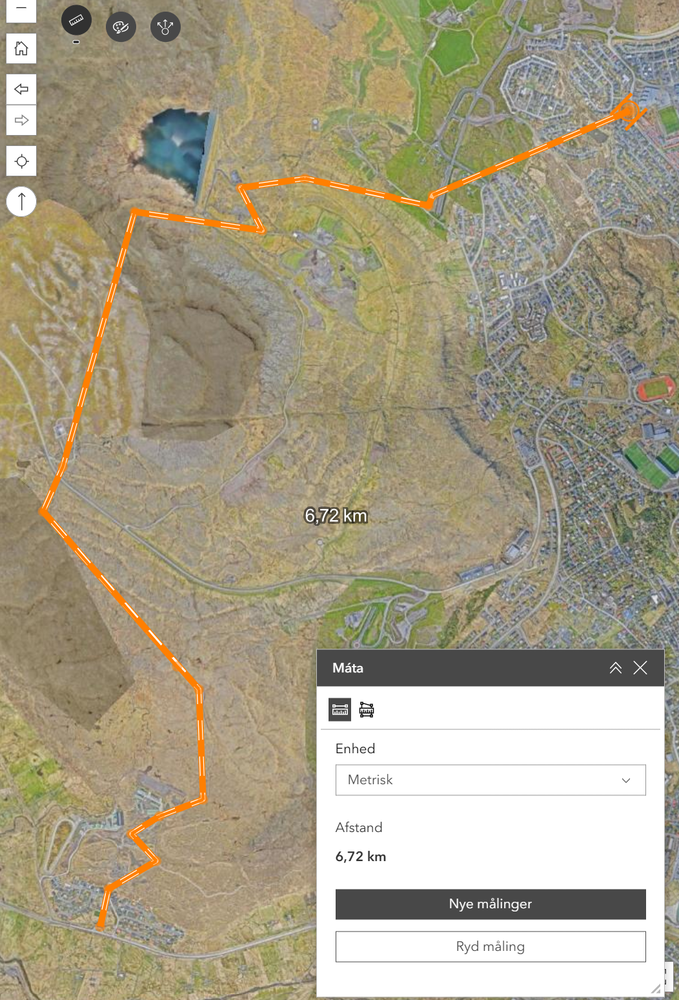 6,72 km
Máta
Enhed
Metrisk
Afstand
6,72 km
Nye målinger
Ryd måling